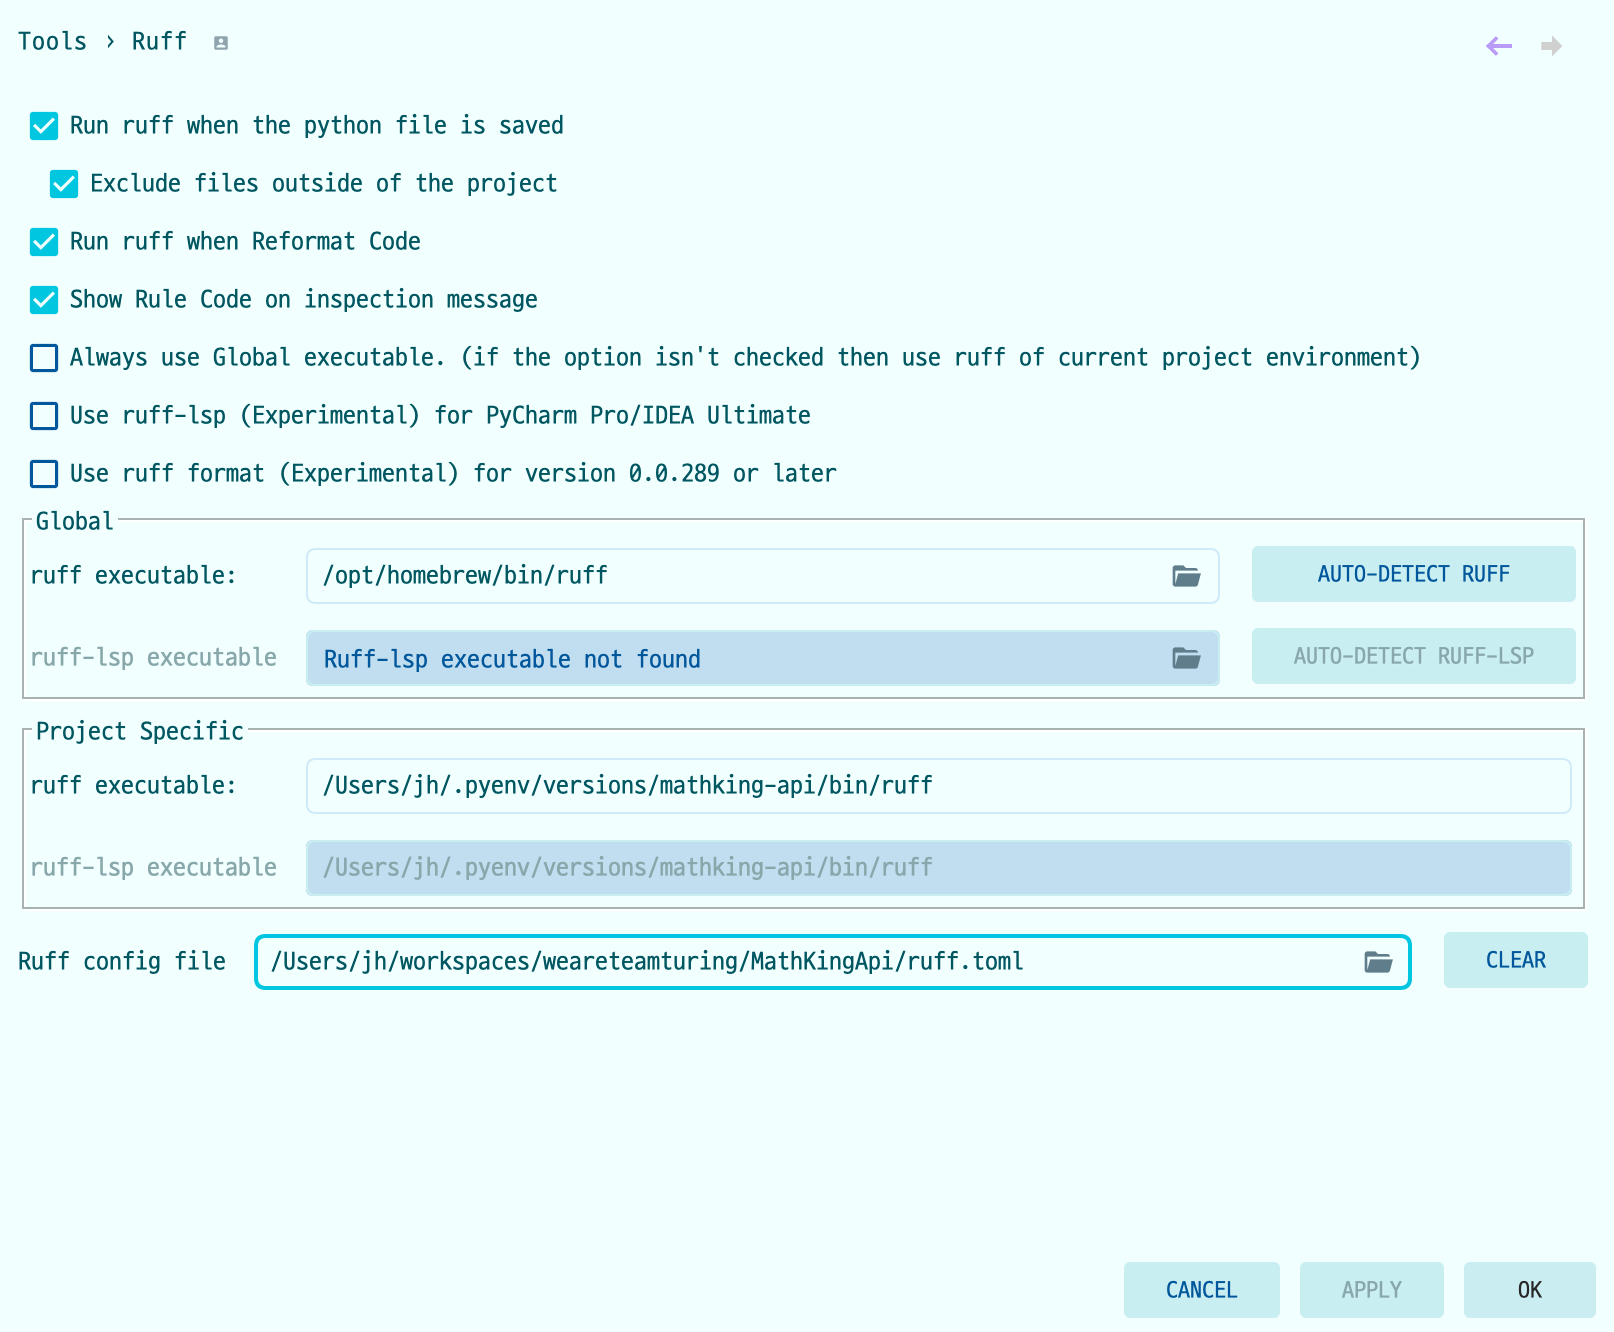 Tools › Ruff
Run ruff when the python file is saved
Exclude files outside of the project
Run ruff when Reformat Code
Show Rule Code on inspection message
Always use Global executable. (if the option isn't checked then use ruff of current project environment)
Use ruff-lsp (Experimental) for PyCharm Pro/IDEA Ultimate
Use ruff format (Experimental) for version 0.0.289 or later
Global
ruff executable: /opt/homebrew/bin/ruff AUTO-DETECT RUFF
ruff-lsp executable Ruff-lsp executable not found AUTO-DETECT RUFF-LSP
Project Specific
ruff executable: /Users/jh/.pyenv/versions/mathking-api/bin/ruff
ruff-lsp executable /Users/jh/.pyenv/versions/mathking-api/bin/ruff
Ruff config file /Users/jh/workspaces/weareteamturing/MathKingApi/ruff.toml CLEAR
CANCEL APPLY OK